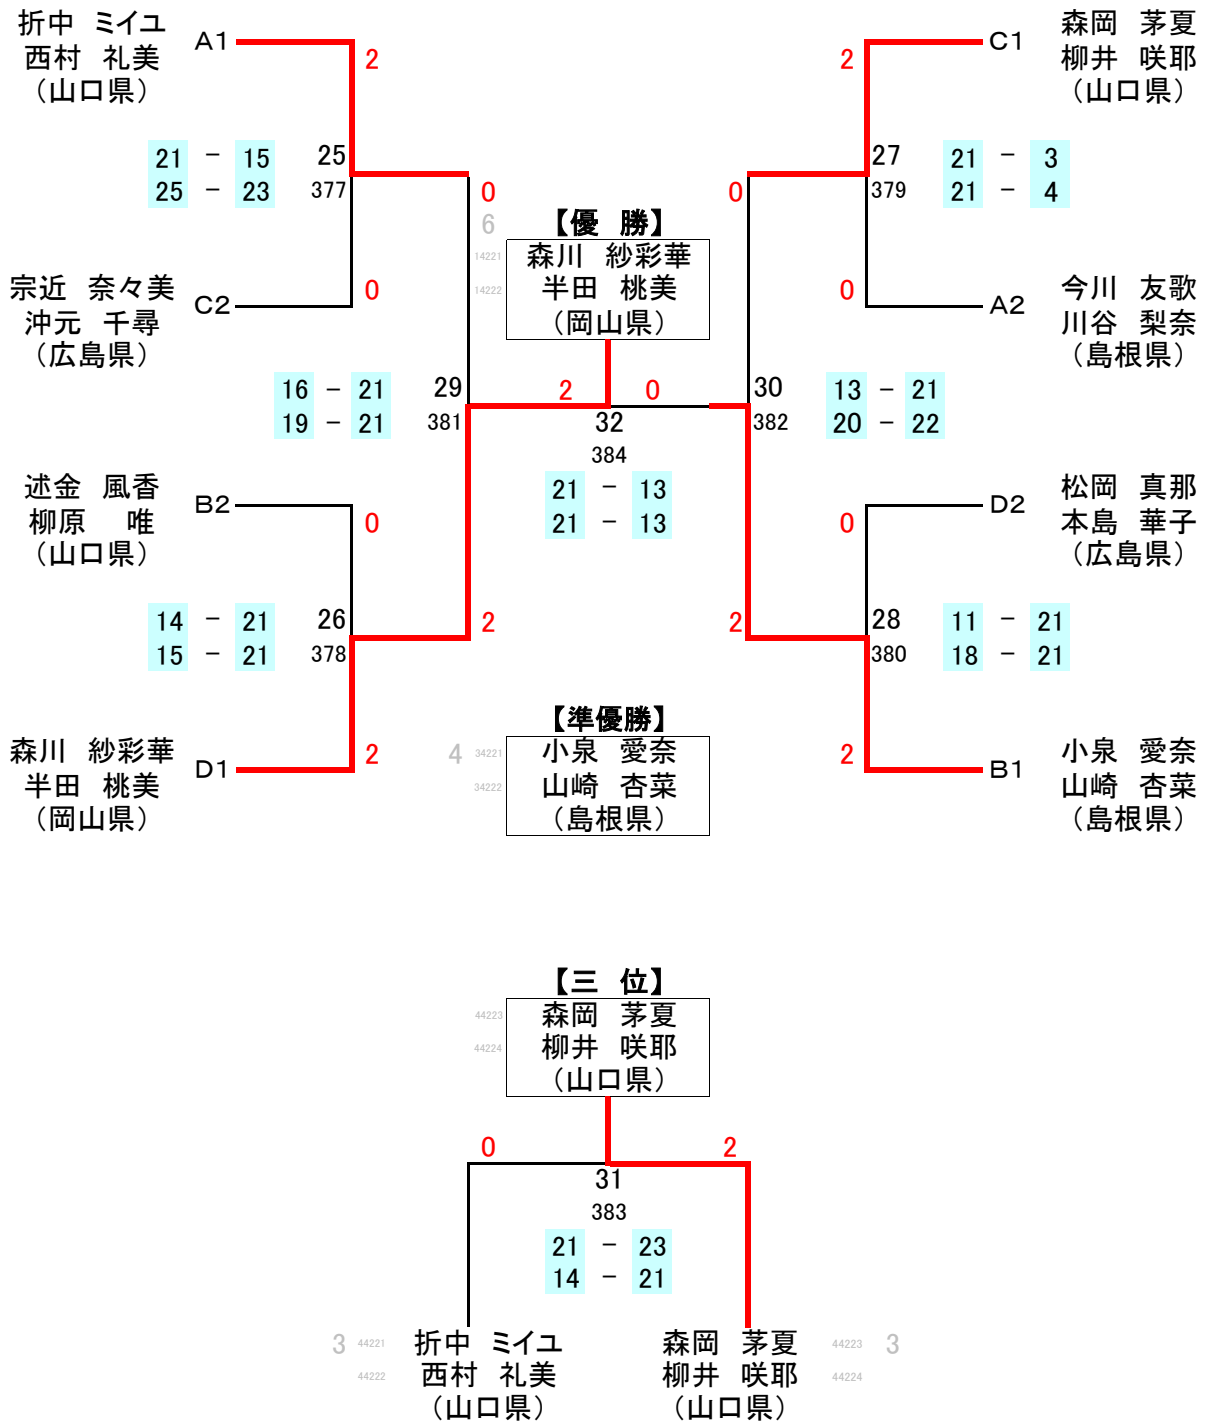 折中 ミイユ
西村 礼美
（山口県）
A1
2
21 － 15
25 － 23
25
377
宗近 奈々美
沖元 千尋
（広島県）
C2
0
0
6
16 － 21
19 － 21
29
381
述金 風香
柳原 唯
（山口県）
B2
0
14 － 21
15 － 21
26
378
2
森川 紗彩華
半田 桃美
（岡山県）
D1
2
【優 勝】
14221
14222
森川 紗彩華
半田 桃美
（岡山県）
2
0
32
384
21 － 13
21 － 13
【準優勝】
4
34221
34222
小泉 愛奈
山崎 杏菜
（島根県）
森岡 茅夏
柳井 咲耶
（山口県）
C1
2
27
379
21 － 3
21 － 4
0
今川 友歌
川谷 梨奈
（島根県）
A2
0
30
382
13 － 21
20 － 22
松岡 真那
本島 華子
（広島県）
D2
0
28
380
11 － 21
18 － 21
2
小泉 愛奈
山崎 杏菜
（島根県）
B1
2
【三 位】
44223
44224
森岡 茅夏
柳井 咲耶
（山口県）
0
2
31
383
21 － 23
14 － 21
3
44221
44222
折中 ミイユ
西村 礼美
（山口県）
森岡 茅夏
柳井 咲耶
（山口県）
44223
44224
3